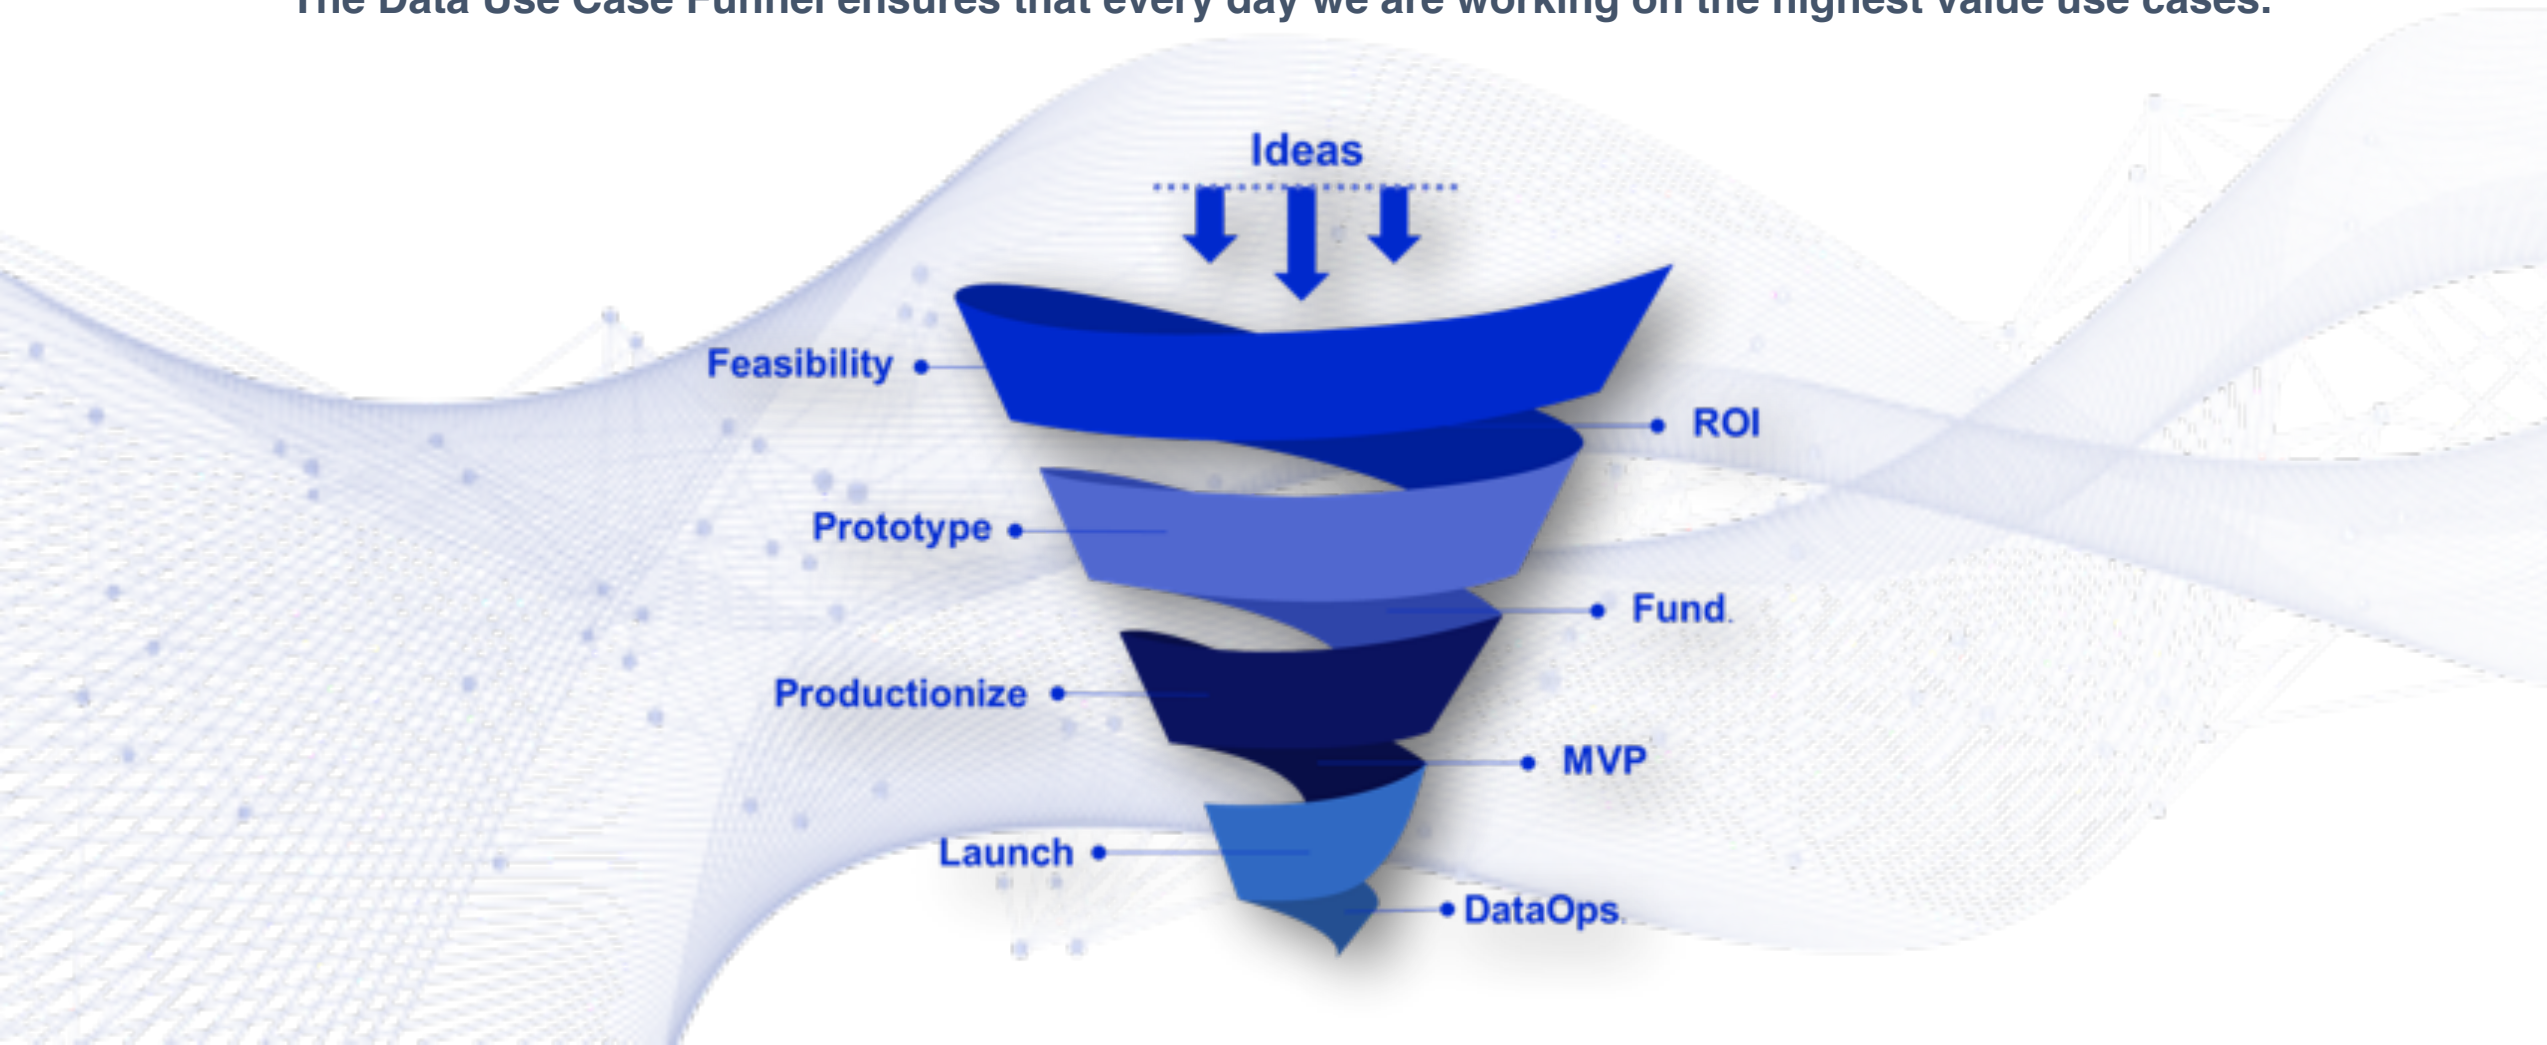 The Data Use Case Funnel ensures that every day we are working on the highest value use cases.
Ideas
Feasibility
ROI
Prototype
Fund.
Productionize
MVP
Launch
DataOps.